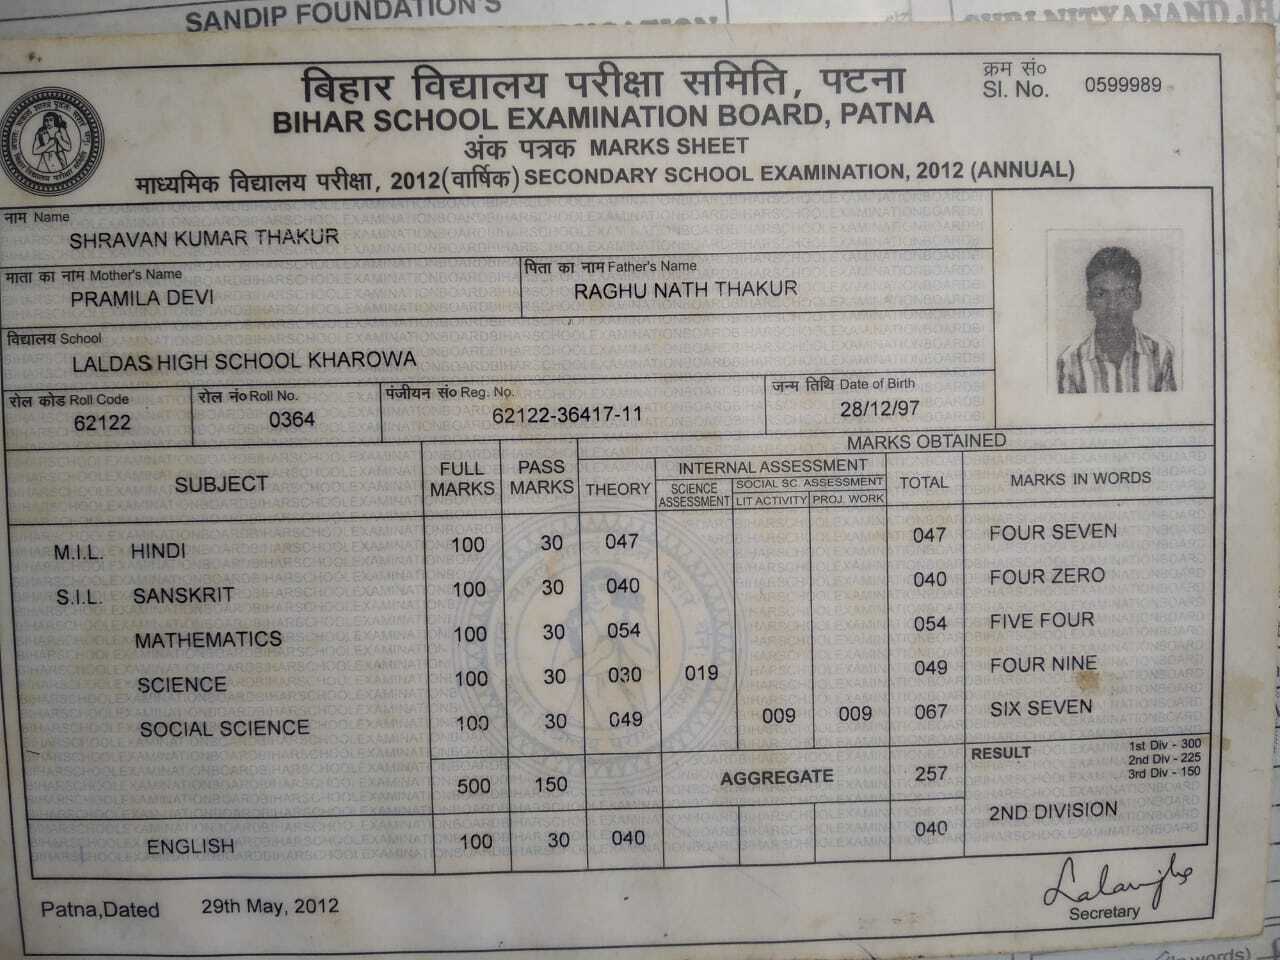 SANDIP FOUNDATION'S
SHRI NITYANAND JH
बिहार विद्यालय परीक्षा समिति, पटना
क्रम सं०
Sl. No. 0599989
BIHAR SCHOOL EXAMINATION BOARD, PATNA
अंक पत्रक MARKS SHEET
माध्यमिक विद्यालय परीक्षा, 2012(वार्षिक) SECONDARY SCHOOL EXAMINATION, 2012 (ANNUAL)
नाम Name
SHRAVAN KUMAR THAKUR
माता का नाम Mother's Name
PRAMILA DEVI
पिता का नाम Father's Name
RAGHU NATH THAKUR
विद्यालय School
LALDAS HIGH SCHOOL KHAROWA
रोल कोड Roll Code
62122
रोल नं० Roll No.
0364
पंजीयन सं० Reg. No.
62122-36417-11
जन्म तिथि Date of Birth
28/12/97
SUBJECT FULL MARKS PASS MARKS MARKS OBTAINED
THEORY INTERNAL ASSESSMENT TOTAL MARKS IN WORDS
SCIENCE ASSESSMENT SOCIAL SC. ASSESSMENT
LIT ACTIVITY PROJ. WORK
M.I.L. HINDI 100 30 047 047 FOUR SEVEN
S.I.L. SANSKRIT 100 30 040 040 FOUR ZERO
MATHEMATICS 100 30 054 054 FIVE FOUR
SCIENCE 100 30 030 019 049 FOUR NINE
SOCIAL SCIENCE 100 30 049 009 009 067 SIX SEVEN
500 150 AGGREGATE 257
RESULT
1st Div - 300
2nd Div - 225
3rd Div - 150
2ND DIVISION
ENGLISH 100 30 040 040
Patna,Dated 29th May, 2012
Secretary